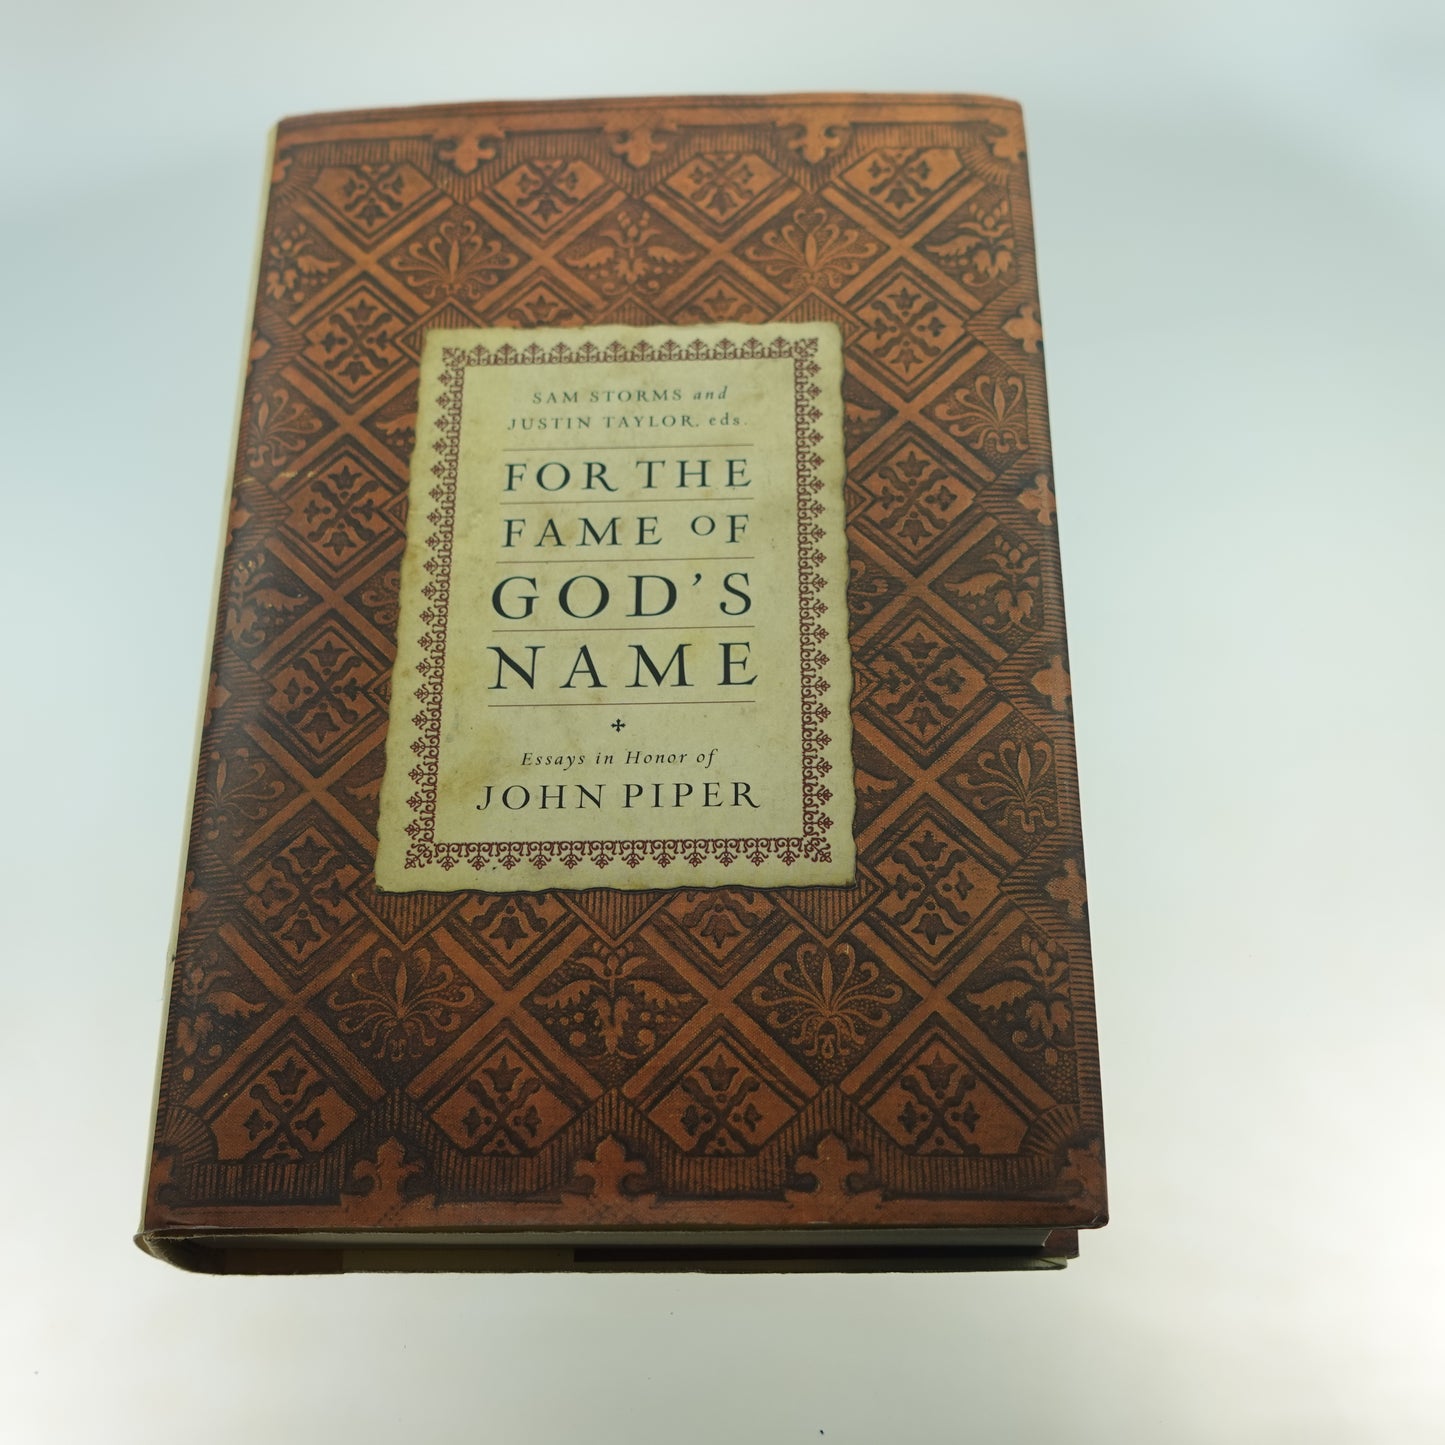 SAM STORMS and
JUSTIN TAYLOR, eds.
FOR THE
FAME OF
GOD'S
NAME
Essays in Honor of
JOHN PIPER